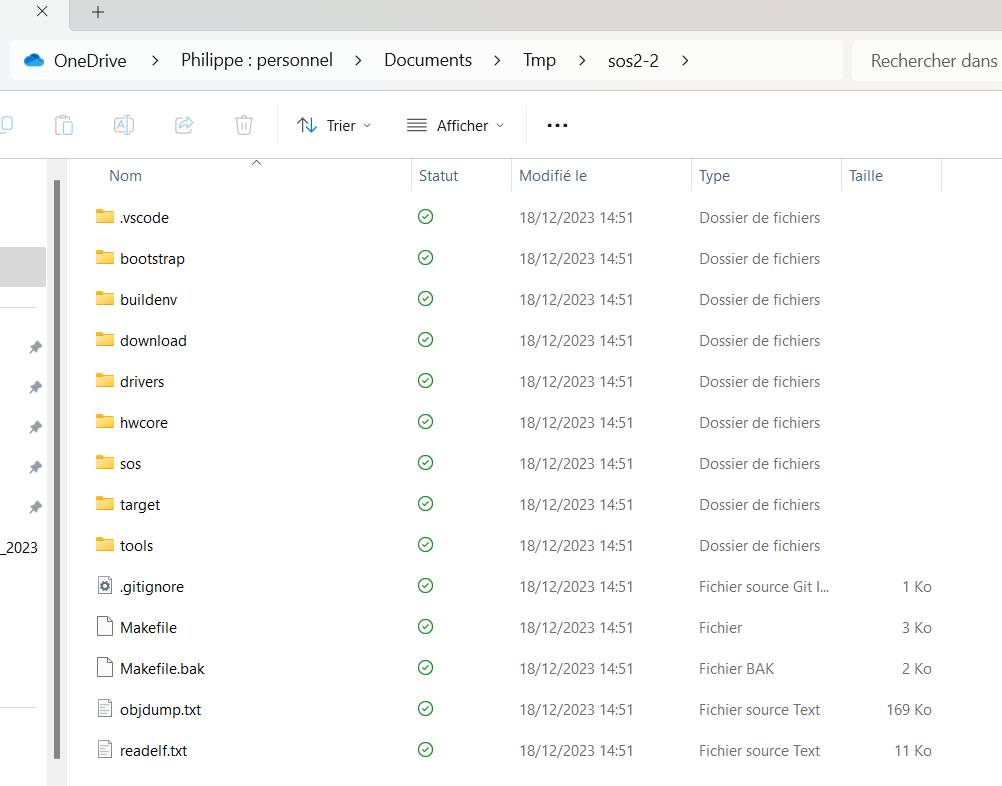 OneDrive > Philippe : personnel > Documents > Tmp > sos2-2 >
Rechercher dans
Trier
Afficher
Nom Statut Modifié le Type Taille
.vscode 18/12/2023 14:51 Dossier de fichiers
bootstrap 18/12/2023 14:51 Dossier de fichiers
buildenv 18/12/2023 14:51 Dossier de fichiers
download 18/12/2023 14:51 Dossier de fichiers
drivers 18/12/2023 14:51 Dossier de fichiers
hwcore 18/12/2023 14:51 Dossier de fichiers
sos 18/12/2023 14:51 Dossier de fichiers
target 18/12/2023 14:51 Dossier de fichiers
_2023
tools 18/12/2023 14:51 Dossier de fichiers
.gitignore 18/12/2023 14:51 Fichier source Git I... 1 Ko
Makefile 18/12/2023 14:51 Fichier 3 Ko
Makefile.bak 18/12/2023 14:51 Fichier BAK 2 Ko
objdump.txt 18/12/2023 14:51 Fichier source Text 169 Ko
readelf.txt 18/12/2023 14:51 Fichier source Text 11 Ko